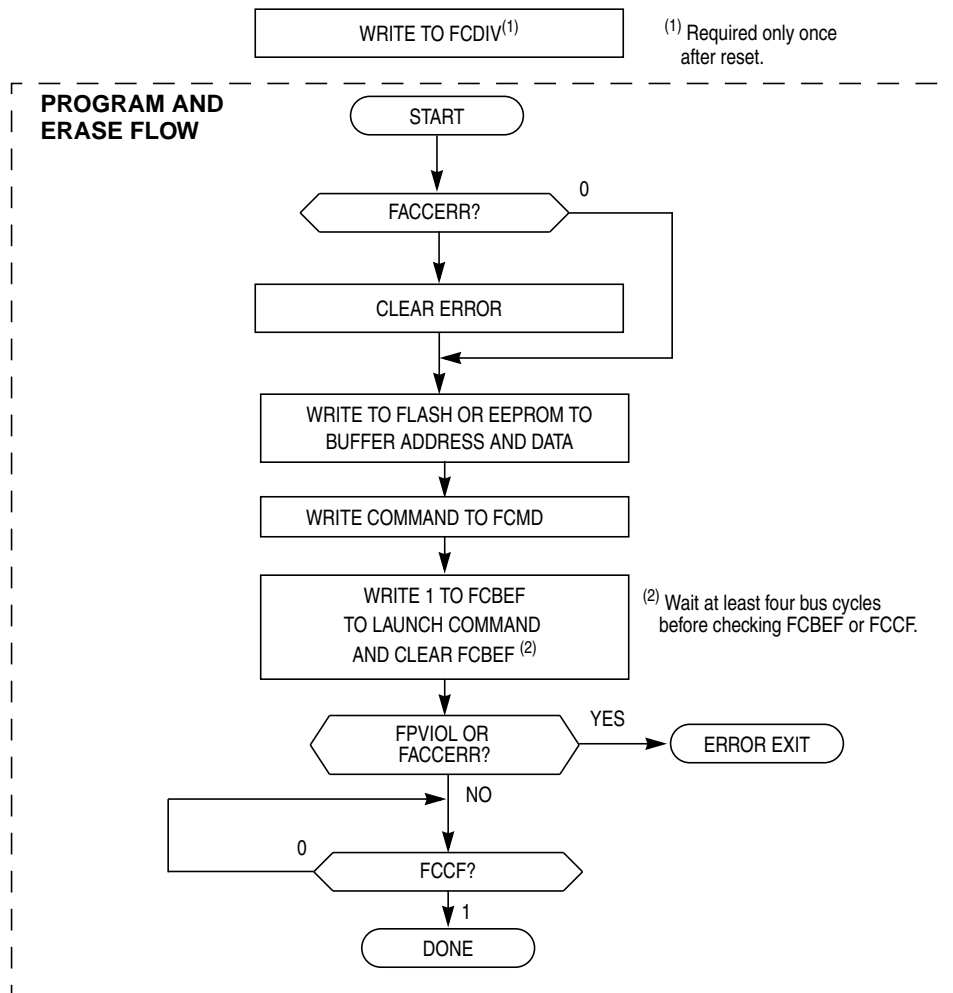 WRITE TO FCDIV(1)
(1) Required only once
after reset.
PROGRAM AND
ERASE FLOW
START
0
FACCERR?
CLEAR ERROR
WRITE TO FLASH OR EEPROM TO
BUFFER ADDRESS AND DATA
WRITE COMMAND TO FCMD
WRITE 1 TO FCBEF
TO LAUNCH COMMAND
AND CLEAR FCBEF (2)
(2) Wait at least four bus cycles
before checking FCBEF or FCCF.
FPVIOL OR
FACCERR?
YES
ERROR EXIT
NO
0
FCCF?
1
DONE